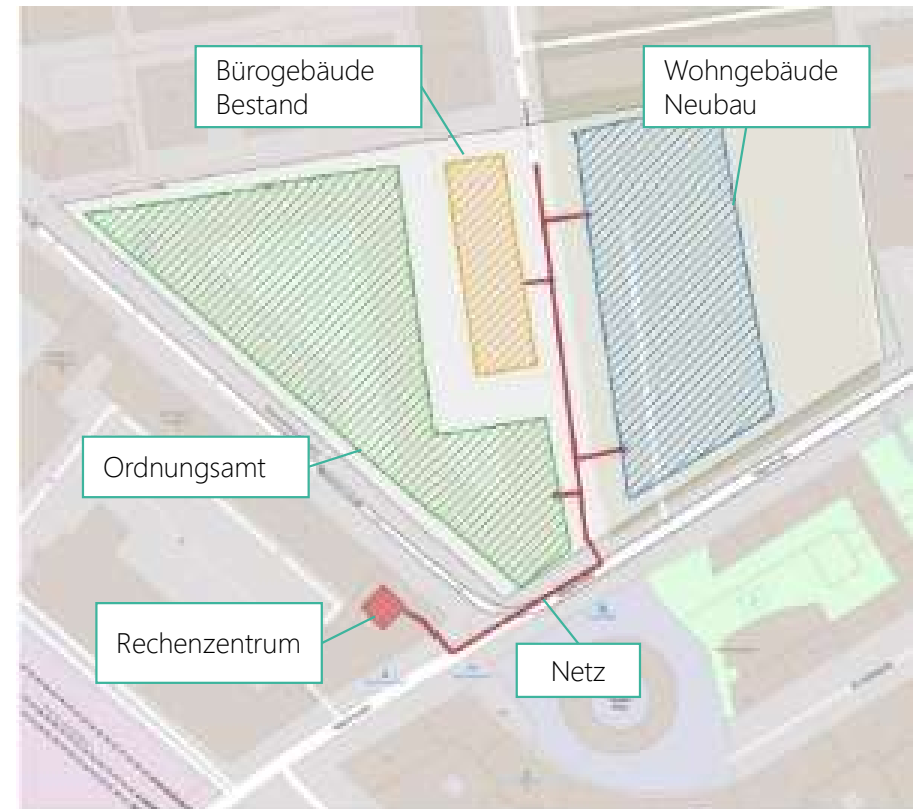 Bürogebäude
Bestand
Wohngebäude
Neubau
Ordnungsamt
Rechenzentrum
Netz